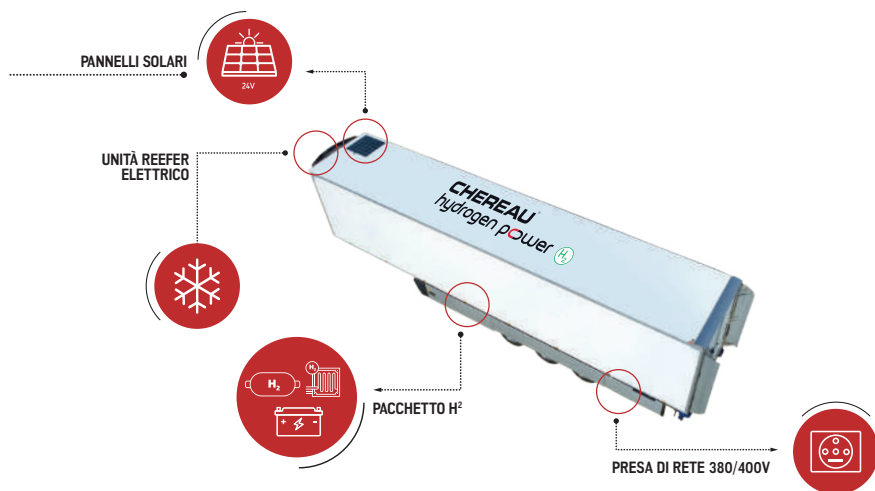 PANNELLI SOLARI
24V
UNITÀ REEFER
ELETTRICO
CHEREAU
hydrogen power H₂
H₂
H₂
PACCHETTO H²
+ -
PRESA DI RETE 380/400V